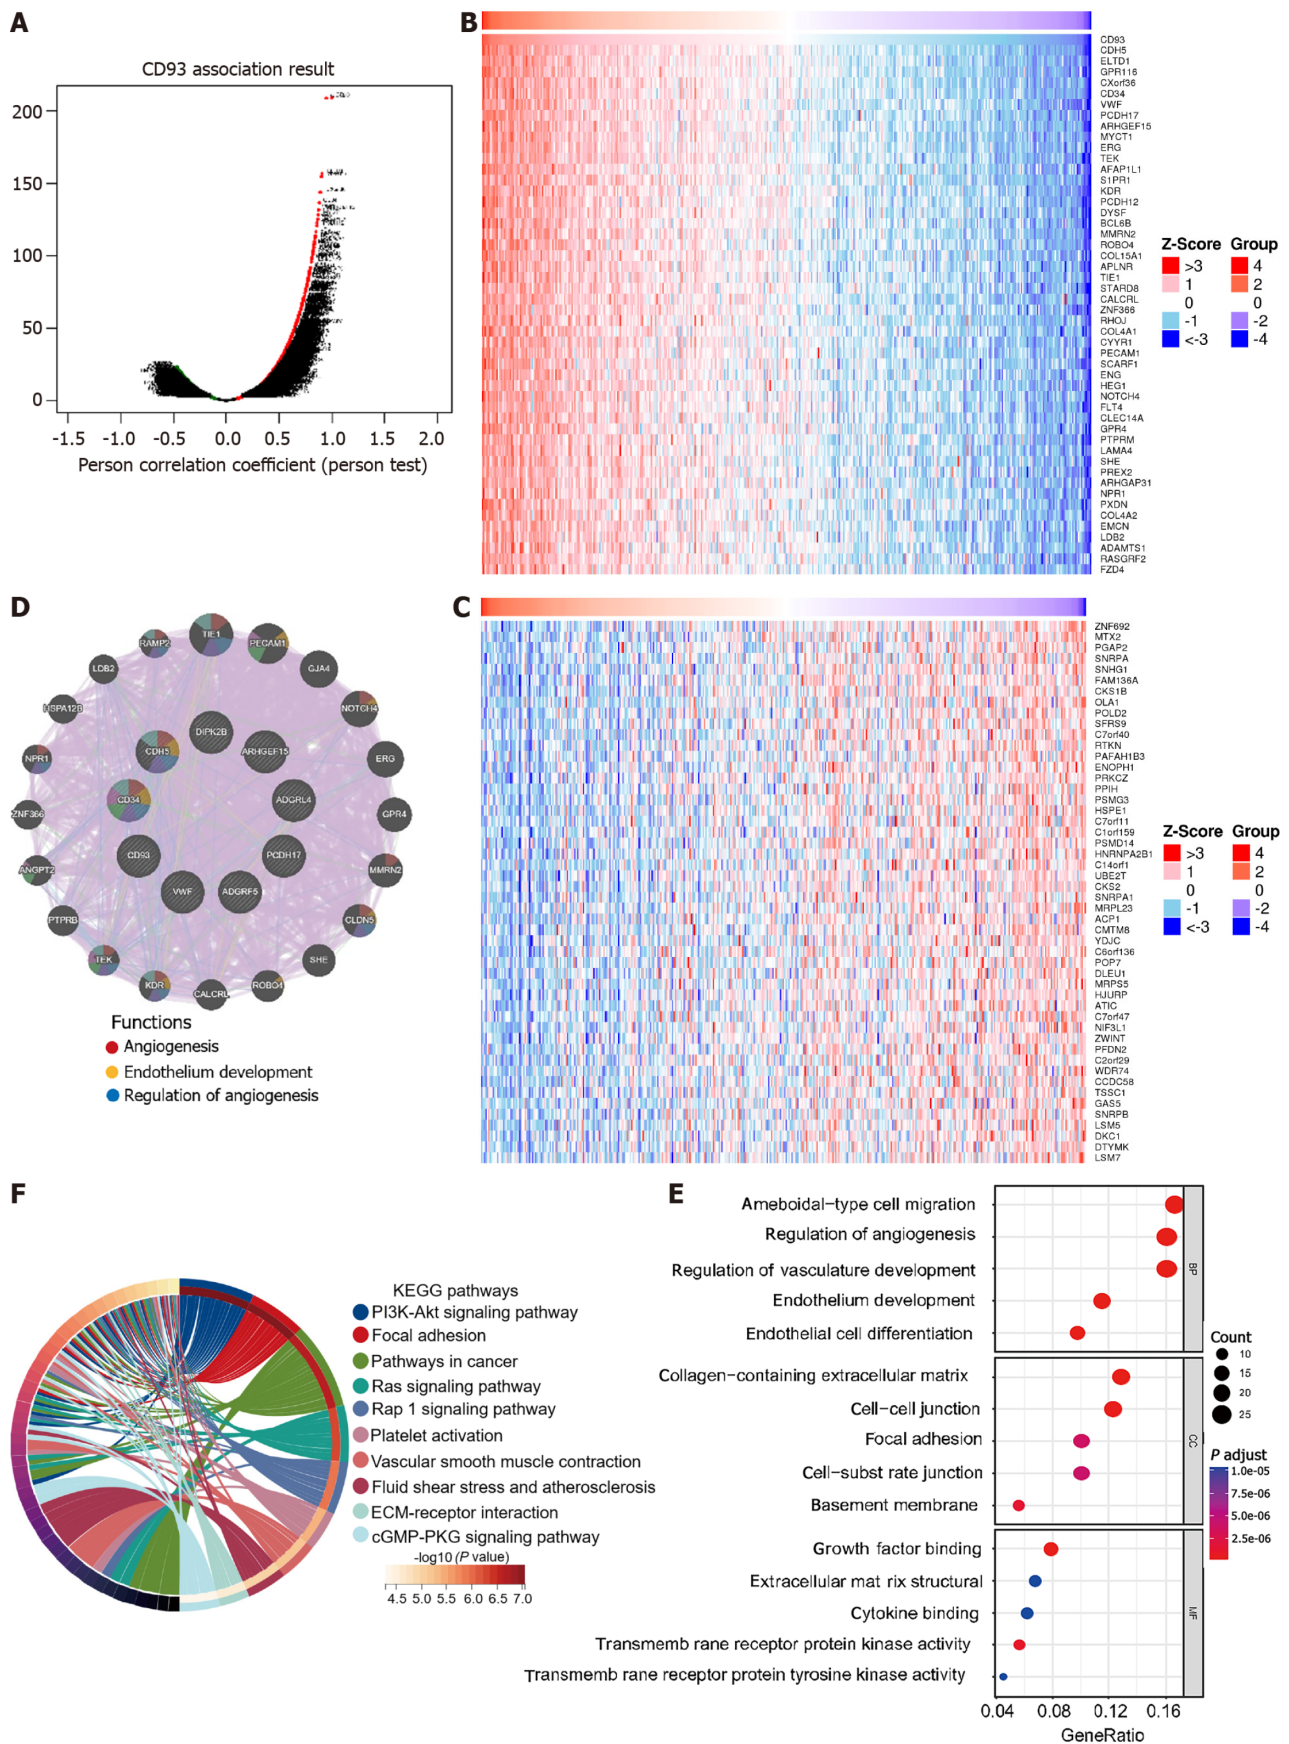 A
CD93 association result
200
150
100
50
0
-1.5 -1.0 -0.5 0.0 0.5 1.0 1.5 2.0
Person correlation coefficient (person test)
B
CD93
CDH5
ELTD1
GPR116
CXorf36
CD34
VWF
PCDH17
ARHGEF15
MYCT1
ERG
TEK
AFAP1L1
S1PR1
KDR
PCDH12
DYSF
BCL6B
MMRN2
ROBO4
COL15A1
APLNR
TIE1
STARD8
CALCRL
ZNF366
RHOJ
COL4A1
CYYR1
PECAM1
SCARF1
ENG
HEG1
NOTCH4
FLT4
CLEC14A
GPR4
PTPRM
LAMA4
SHE
PREX2
ARHGAP31
NPR1
PXDN
COL4A2
EMCN
LDB2
ADAMTS1
RASGRF2
FZD4
Z-Score Group
>3 4
1 2
0 0
-1 -2
<-3 -4
D
TIE1
RAMP2
PECAM1
LDB2
GJA4
HSPA12B
NOTCH4
DIPK2B
CDH5
ARHGEF15
NPR1
ERG
CD34
ADGRL4
ZNF366
GPR4
CD93
PCDH17
ANGPT2
MMRN2
VWF
ADGRF5
PTPRB
CLDN5
TEK
SHE
KDR
CALCRL
ROBO4
Functions
Angiogenesis
Endothelium development
Regulation of angiogenesis
C
ZNF692
MTX2
PGAP2
SNRPA
SNHG1
FAM136A
CKS1B
OLA1
POLD2
SFRS9
C7orf40
RTKN
PAFAH1B3
ENOPH1
PRKCZ
PPIH
PSMG3
HSPE1
C7orf11
C1orf159
PSMD14
HNRNPA2B1
C14orf1
UBE2T
CKS2
SNRPA1
MRPL23
ACP1
CMTM8
YDJC
C6orf136
POP7
DLEU1
MRPS5
HJURP
ATIC
C7orf47
NIF3L1
ZWINT
PFDN2
C2orf29
WDR74
CCDC58
TSSC1
GAS5
SNRPB
LSM5
DKC1
DTYMK
LSM7
Z-Score Group
>3 4
1 2
0 0
-1 -2
<-3 -4
F
KEGG pathways
PI3K-Akt signaling pathway
Focal adhesion
Pathways in cancer
Ras signaling pathway
Rap 1 signaling pathway
Platelet activation
Vascular smooth muscle contraction
Fluid shear stress and atherosclerosis
ECM-receptor interaction
cGMP-PKG signaling pathway
-log10 (P value)
4.5 5.0 5.5 6.0 6.5 7.0
E
Ameboidal-type cell migration
Regulation of angiogenesis
Regulation of vasculature development
Endothelium development
Endothelial cell differentiation
BP
Collagen-containing extracellular matrix
Cell-cell junction
Focal adhesion
Cell-subst rate junction
Basement membrane
CC
Growth factor binding
Extracellular mat rix structural
Cytokine binding
Transmemb rane receptor protein kinase activity
Transmemb rane receptor protein tyrosine kinase activity
MF
0.04 0.08 0.12 0.16
GeneRatio
Count
10
15
20
25
P adjust
1.0e-05
7.5e-06
5.0e-06
2.5e-06